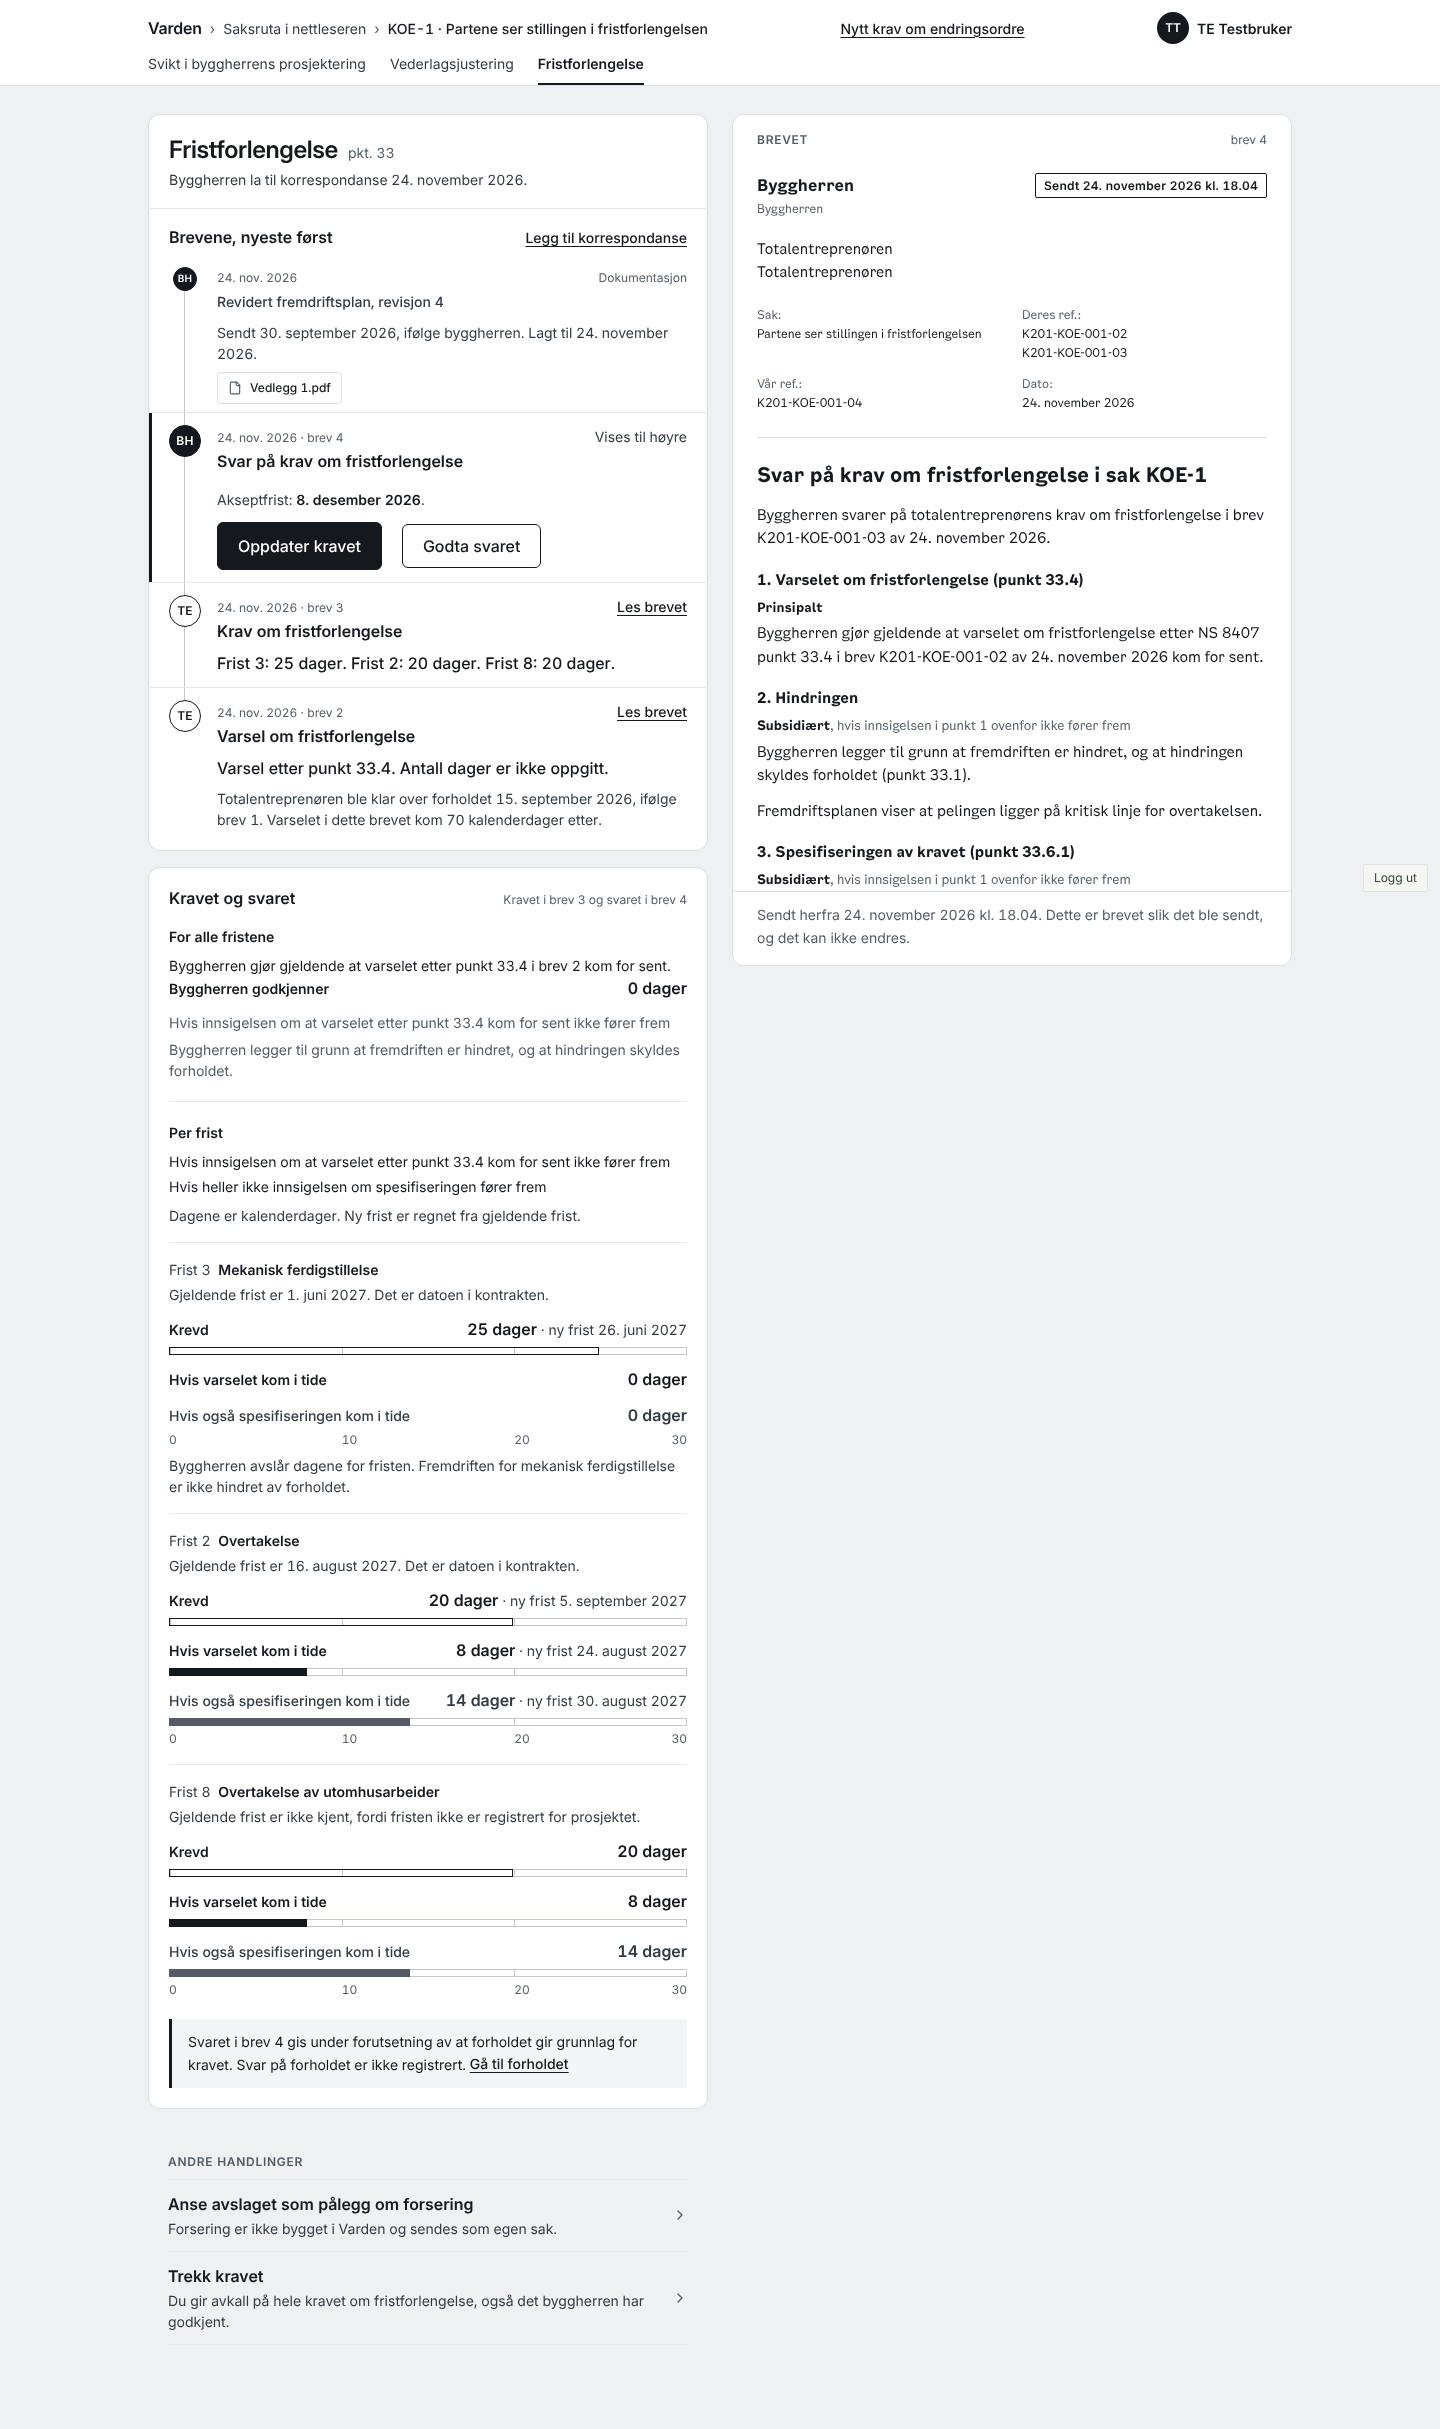 Varden › Saksruta i nettleseren › KOE-1 · Partene ser stillingen i fristforlengelsen
Nytt krav om endringsordre
TT TE Testbruker
Svikt i byggherrens prosjektering Vederlagsjustering Fristforlengelse
Fristforlengelse pkt. 33
Byggherren la til korrespondanse 24. november 2026.
Brevene, nyeste først Legg til korrespondanse
BH 24. nov. 2026 Dokumentasjon
Revidert fremdriftsplan, revisjon 4
Sendt 30. september 2026, ifølge byggherren. Lagt til 24. november
2026.
Vedlegg 1.pdf
BH 24. nov. 2026 · brev 4 Vises til høyre
Svar på krav om fristforlengelse
Akseptfrist: 8. desember 2026.
Oppdater kravet Godta svaret
TE 24. nov. 2026 · brev 3 Les brevet
Krav om fristforlengelse
Frist 3: 25 dager. Frist 2: 20 dager. Frist 8: 20 dager.
TE 24. nov. 2026 · brev 2 Les brevet
Varsel om fristforlengelse
Varsel etter punkt 33.4. Antall dager er ikke oppgitt.
Totalentreprenøren ble klar over forholdet 15. september 2026, ifølge
brev 1. Varselet i dette brevet kom 70 kalenderdager etter.
Kravet og svaret Kravet i brev 3 og svaret i brev 4
For alle fristene
Byggherren gjør gjeldende at varselet etter punkt 33.4 i brev 2 kom for sent.
Byggherren godkjenner 0 dager
Hvis innsigelsen om at varselet etter punkt 33.4 kom for sent ikke fører frem
Byggherren legger til grunn at fremdriften er hindret, og at hindringen skyldes
forholdet.
Per frist
Hvis innsigelsen om at varselet etter punkt 33.4 kom for sent ikke fører frem
Hvis heller ikke innsigelsen om spesifiseringen fører frem
Dagene er kalenderdager. Ny frist er regnet fra gjeldende frist.
Frist 3 Mekanisk ferdigstillelse
Gjeldende frist er 1. juni 2027. Det er datoen i kontrakten.
Krevd 25 dager · ny frist 26. juni 2027
Hvis varselet kom i tide 0 dager
Hvis også spesifiseringen kom i tide 0 dager
0 10 20 30
Byggherren avslår dagene for fristen. Fremdriften for mekanisk ferdigstillelse
er ikke hindret av forholdet.
Frist 2 Overtakelse
Gjeldende frist er 16. august 2027. Det er datoen i kontrakten.
Krevd 20 dager · ny frist 5. september 2027
Hvis varselet kom i tide 8 dager · ny frist 24. august 2027
Hvis også spesifiseringen kom i tide 14 dager · ny frist 30. august 2027
0 10 20 30
Frist 8 Overtakelse av utomhusarbeider
Gjeldende frist er ikke kjent, fordi fristen ikke er registrert for prosjektet.
Krevd 20 dager
Hvis varselet kom i tide 8 dager
Hvis også spesifiseringen kom i tide 14 dager
0 10 20 30
Svaret i brev 4 gis under forutsetning av at forholdet gir grunnlag for
kravet. Svar på forholdet er ikke registrert. Gå til forholdet
ANDRE HANDLINGER
Anse avslaget som pålegg om forsering
Forsering er ikke bygget i Varden og sendes som egen sak.
Trekk kravet
Du gir avkall på hele kravet om fristforlengelse, også det byggherren har
godkjent.
BREVET brev 4
Byggherren Sendt 24. november 2026 kl. 18.04
Byggherren
Totalentreprenøren
Totalentreprenøren
Sak: Deres ref.:
Partene ser stillingen i fristforlengelsen K201-KOE-001-02
K201-KOE-001-03
Vår ref.: Dato:
K201-KOE-001-04 24. november 2026
Svar på krav om fristforlengelse i sak KOE-1
Byggherren svarer på totalentreprenørens krav om fristforlengelse i brev
K201-KOE-001-03 av 24. november 2026.
1. Varselet om fristforlengelse (punkt 33.4)
Prinsipalt
Byggherren gjør gjeldende at varselet om fristforlengelse etter NS 8407
punkt 33.4 i brev K201-KOE-001-02 av 24. november 2026 kom for sent.
2. Hindringen
Subsidiært, hvis innsigelsen i punkt 1 ovenfor ikke fører frem
Byggherren legger til grunn at fremdriften er hindret, og at hindringen
skyldes forholdet (punkt 33.1).
Fremdriftsplanen viser at pelingen ligger på kritisk linje for overtakelsen.
3. Spesifiseringen av kravet (punkt 33.6.1)
Subsidiært, hvis innsigelsen i punkt 1 ovenfor ikke fører frem
Sendt herfra 24. november 2026 kl. 18.04. Dette er brevet slik det ble sendt,
og det kan ikke endres.
Logg ut